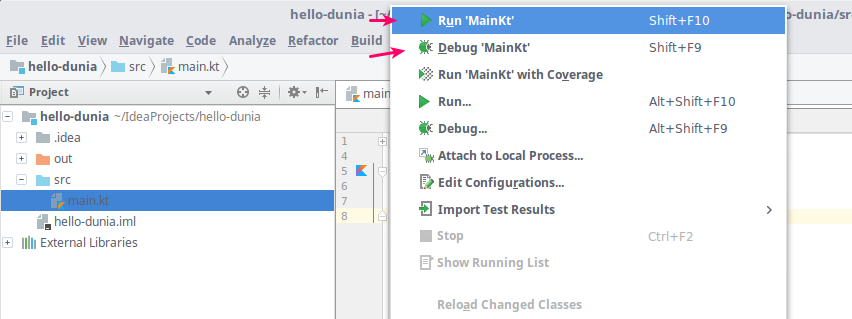 hello-dunia - [~
o-dunia/src
File Edit View Navigate Code Analyze Refactor Build
hello-dunia src main.kt
Project
main
hello-dunia ~/IdeaProjects/hello-dunia
.idea
out
src
main.kt
hello-dunia.iml
External Libraries
1
4
5
6
7
8
Run 'MainKt' Shift+F10
Debug 'MainKt' Shift+F9
Run 'MainKt' with Coverage
Run... Alt+Shift+F10
Debug... Alt+Shift+F9
Attach to Local Process...
Edit Configurations...
Import Test Results
Stop Ctrl+F2
Show Running List
Reload Changed Classes